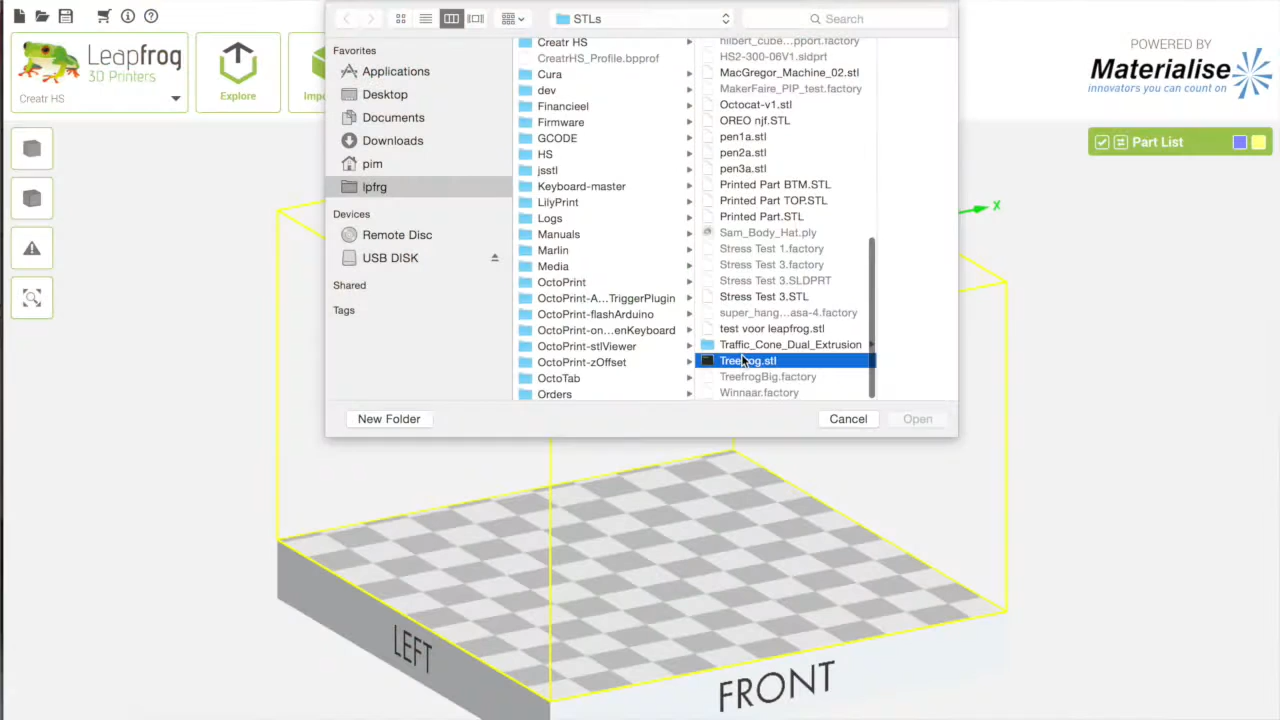 STLs
Search
Leapfrog
3D Printers
Creatr HS
Explore
POWERED BY
Materialise
innovators you can count on
Part List
X
Favorites
Applications
Desktop
Documents
Downloads
pim
lpfrg
Devices
Remote Disc
USB DISK
Shared
Tags
Creatr HS
CreatrHS_Profile.bpprof
Cura
dev
Financieel
Firmware
GCODE
HS
jsstl
Keyboard-master
LilyPrint
Logs
Manuals
Marlin
Media
OctoPrint
OctoPrint-A...TriggerPlugin
OctoPrint-flashArduino
OctoPrint-on...enKeyboard
OctoPrint-stlViewer
OctoPrint-zOffset
OctoTab
Orders
hilbert_cube...pport.factory
HS2-300-06V1.sldprt
MacGregor_Machine_02.stl
MakerFaire_PIP_test.factory
Octocat-v1.stl
OREO njf.STL
pen1a.stl
pen2a.stl
pen3a.stl
Printed Part BTM.STL
Printed Part TOP.STL
Printed Part.STL
Sam_Body_Hat.ply
Stress Test 1.factory
Stress Test 3.factory
Stress Test 3.SLDPRT
Stress Test 3.STL
super_hang...asa-4.factory
test voor leapfrog.stl
Traffic_Cone_Dual_Extrusion
Treefrog.stl
TreefrogBig.factory
Winnaar.factory
New Folder
Cancel
Open
LEFT
FRONT